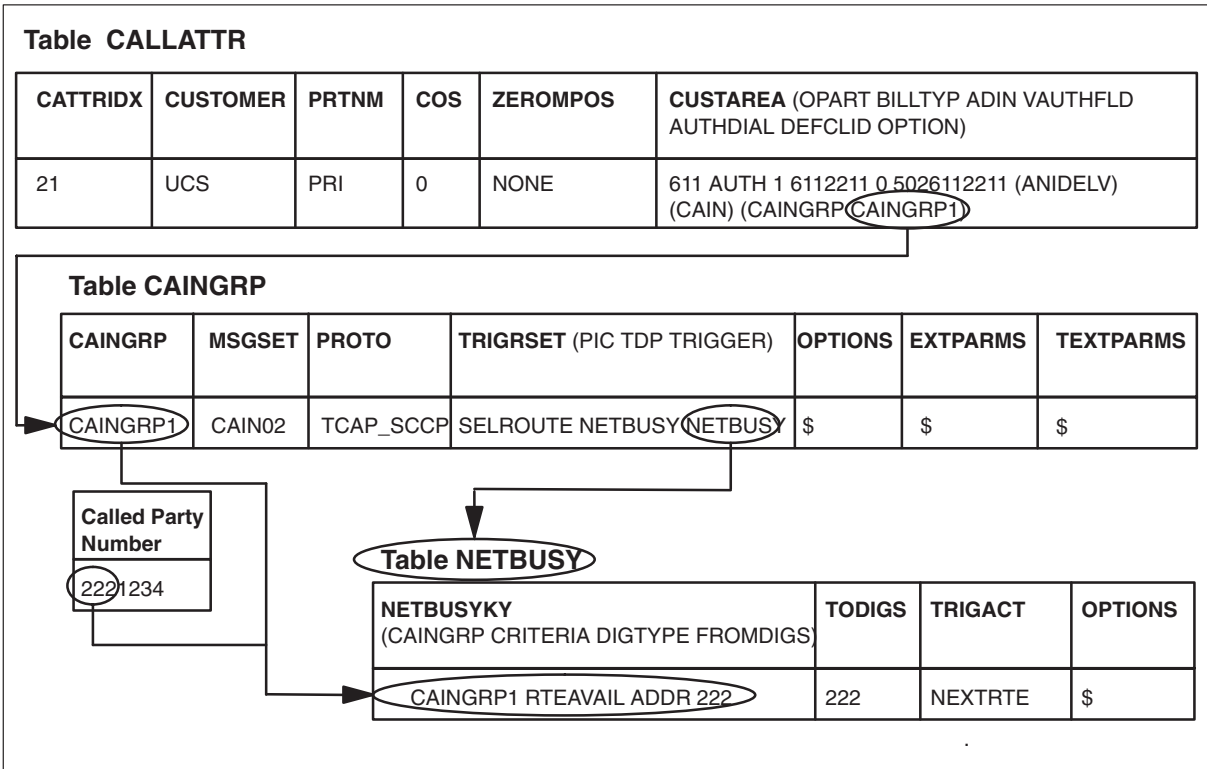 Table CALLATTR
CATTRIDX CUSTOMER PRTNM COS ZEROMPOS CUSTAREA (OPART BILLTYP ADIN VAUTHFLD
AUTHDIAL DEFCLID OPTION)
21 UCS PRI 0 NONE 611 AUTH 1 6112211 0 5026112211 (ANIDELV)
(CAIN) (CAINGRP CAINGRP1)
Table CAINGRP
CAINGRP MSGSET PROTO TRIGRSET (PIC TDP TRIGGER) OPTIONS EXTPARMS TEXTPARMS
CAINGRP1 CAIN02 TCAP_SCCP SELROUTE NETBUSY NETBUSY $ $ $
Called Party
Number
2221234
Table NETBUSY
NETBUSYKY TODIGS TRIGACT OPTIONS
(CAINGRP CRITERIA DIGTYPE FROMDIGS)
CAINGRP1 RTEAVAIL ADDR 222 222 NEXTRTE $
.